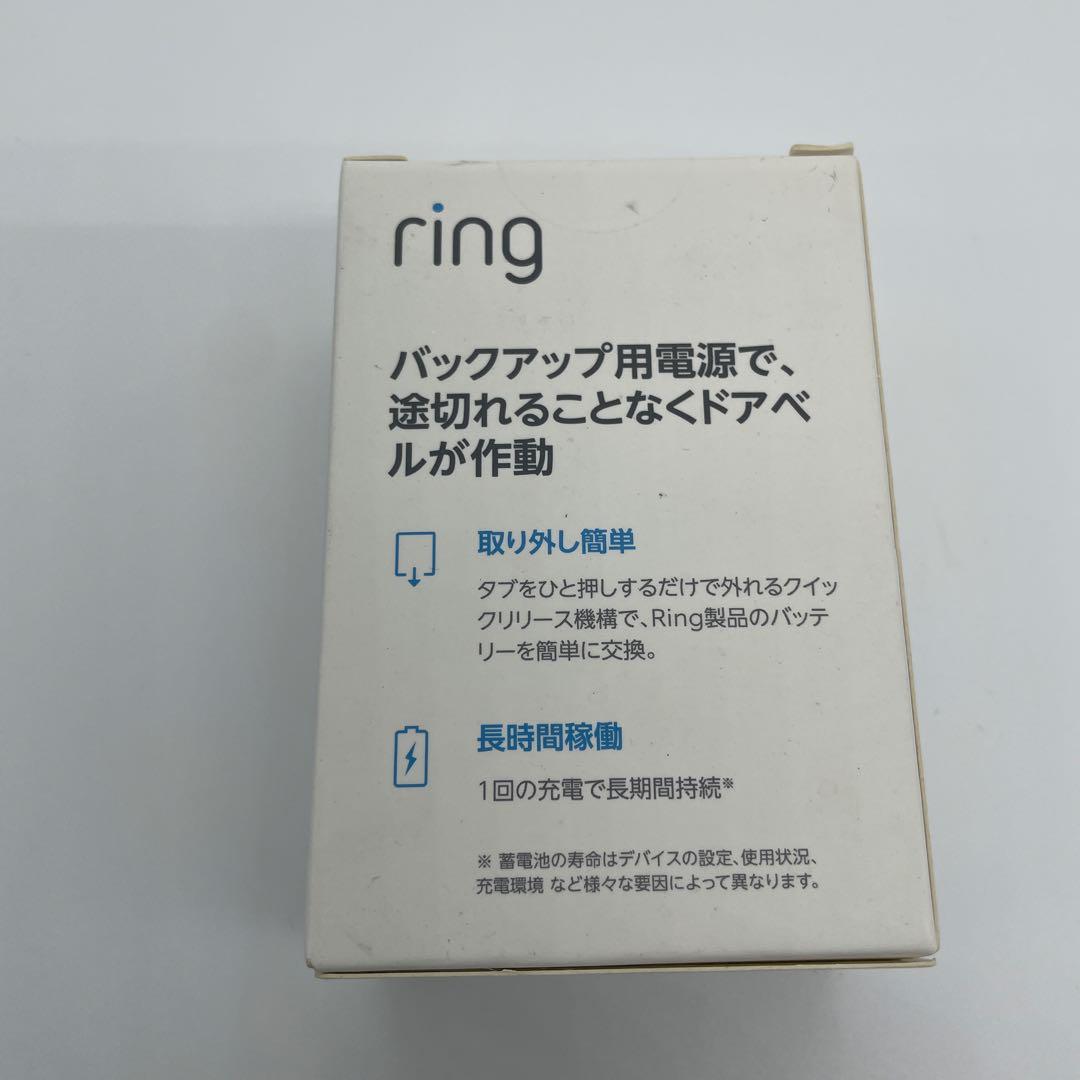 ring
バックアップ用電源で、
途切れることなくドアベ
ルが作動
取り外し簡単
タブをひと押しするだけで外れるクイッ
クリリース機構で、Ring製品のバッテ
リーを簡単に交換。
長時間稼働
1回の充電で長期間持続※
※ 蓄電池の寿命はデバイスの設定、使用状況、
充電環境 など様々な要因によって異なります。